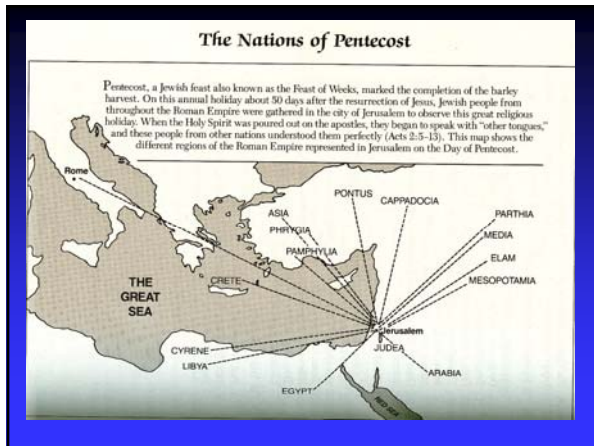 The Nations of Pentecost
Pentecost, a Jewish feast also known as the Feast of Weeks, marked the completion of the barley
harvest. On this annual holiday about 50 days after the resurrection of Jesus, Jewish people from
throughout the Roman Empire were gathered in the city of Jerusalem to observe this great religious
holiday. When the Holy Spirit was poured out on the apostles, they began to speak with “other tongues,”
and these people from other nations understood them perfectly (Acts 2:5–13). This map shows the
different regions of the Roman Empire represented in Jerusalem on the Day of Pentecost.
Rome
PONTUS
CAPPADOCIA
ASIA
PARTHIA
PHRYGIA
MEDIA
PAMPHYLIA
ELAM
CRETE
MESOPOTAMIA
THE
GREAT
SEA
Jerusalem
CYRENE
JUDEA
LIBYA
ARABIA
EGYPT
RED SEA